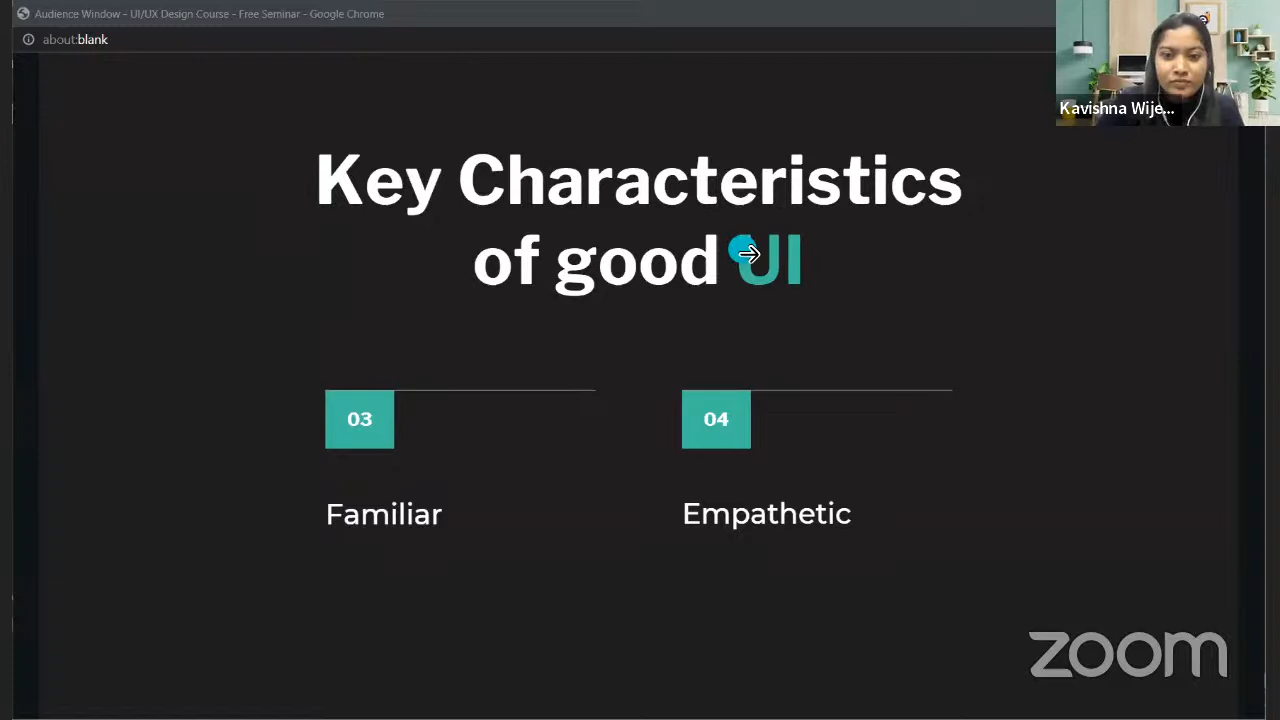 Audience Window - UI/UX Design Course - Free Seminar - Google Chrome
about:blank
Kavishna Wije...
Key Characteristics
of good UI
03
04
Familiar
Empathetic
zoom